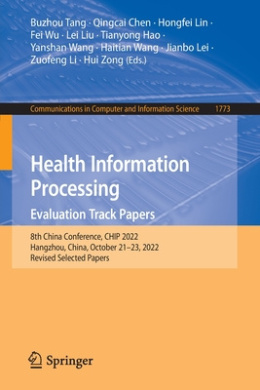 Buzhou Tang · Qingcai Chen · Hongfei Lin ·
Fei Wu · Lei Liu · Tianyong Hao ·
Yanshan Wang · Haitian Wang · Jianbo Lei ·
Zuofeng Li · Hui Zong (Eds.)
Communications in Computer and Information Science 1773
Health Information
Processing
Evaluation Track Papers
8th China Conference, CHIP 2022
Hangzhou, China, October 21–23, 2022
Revised Selected Papers
Springer